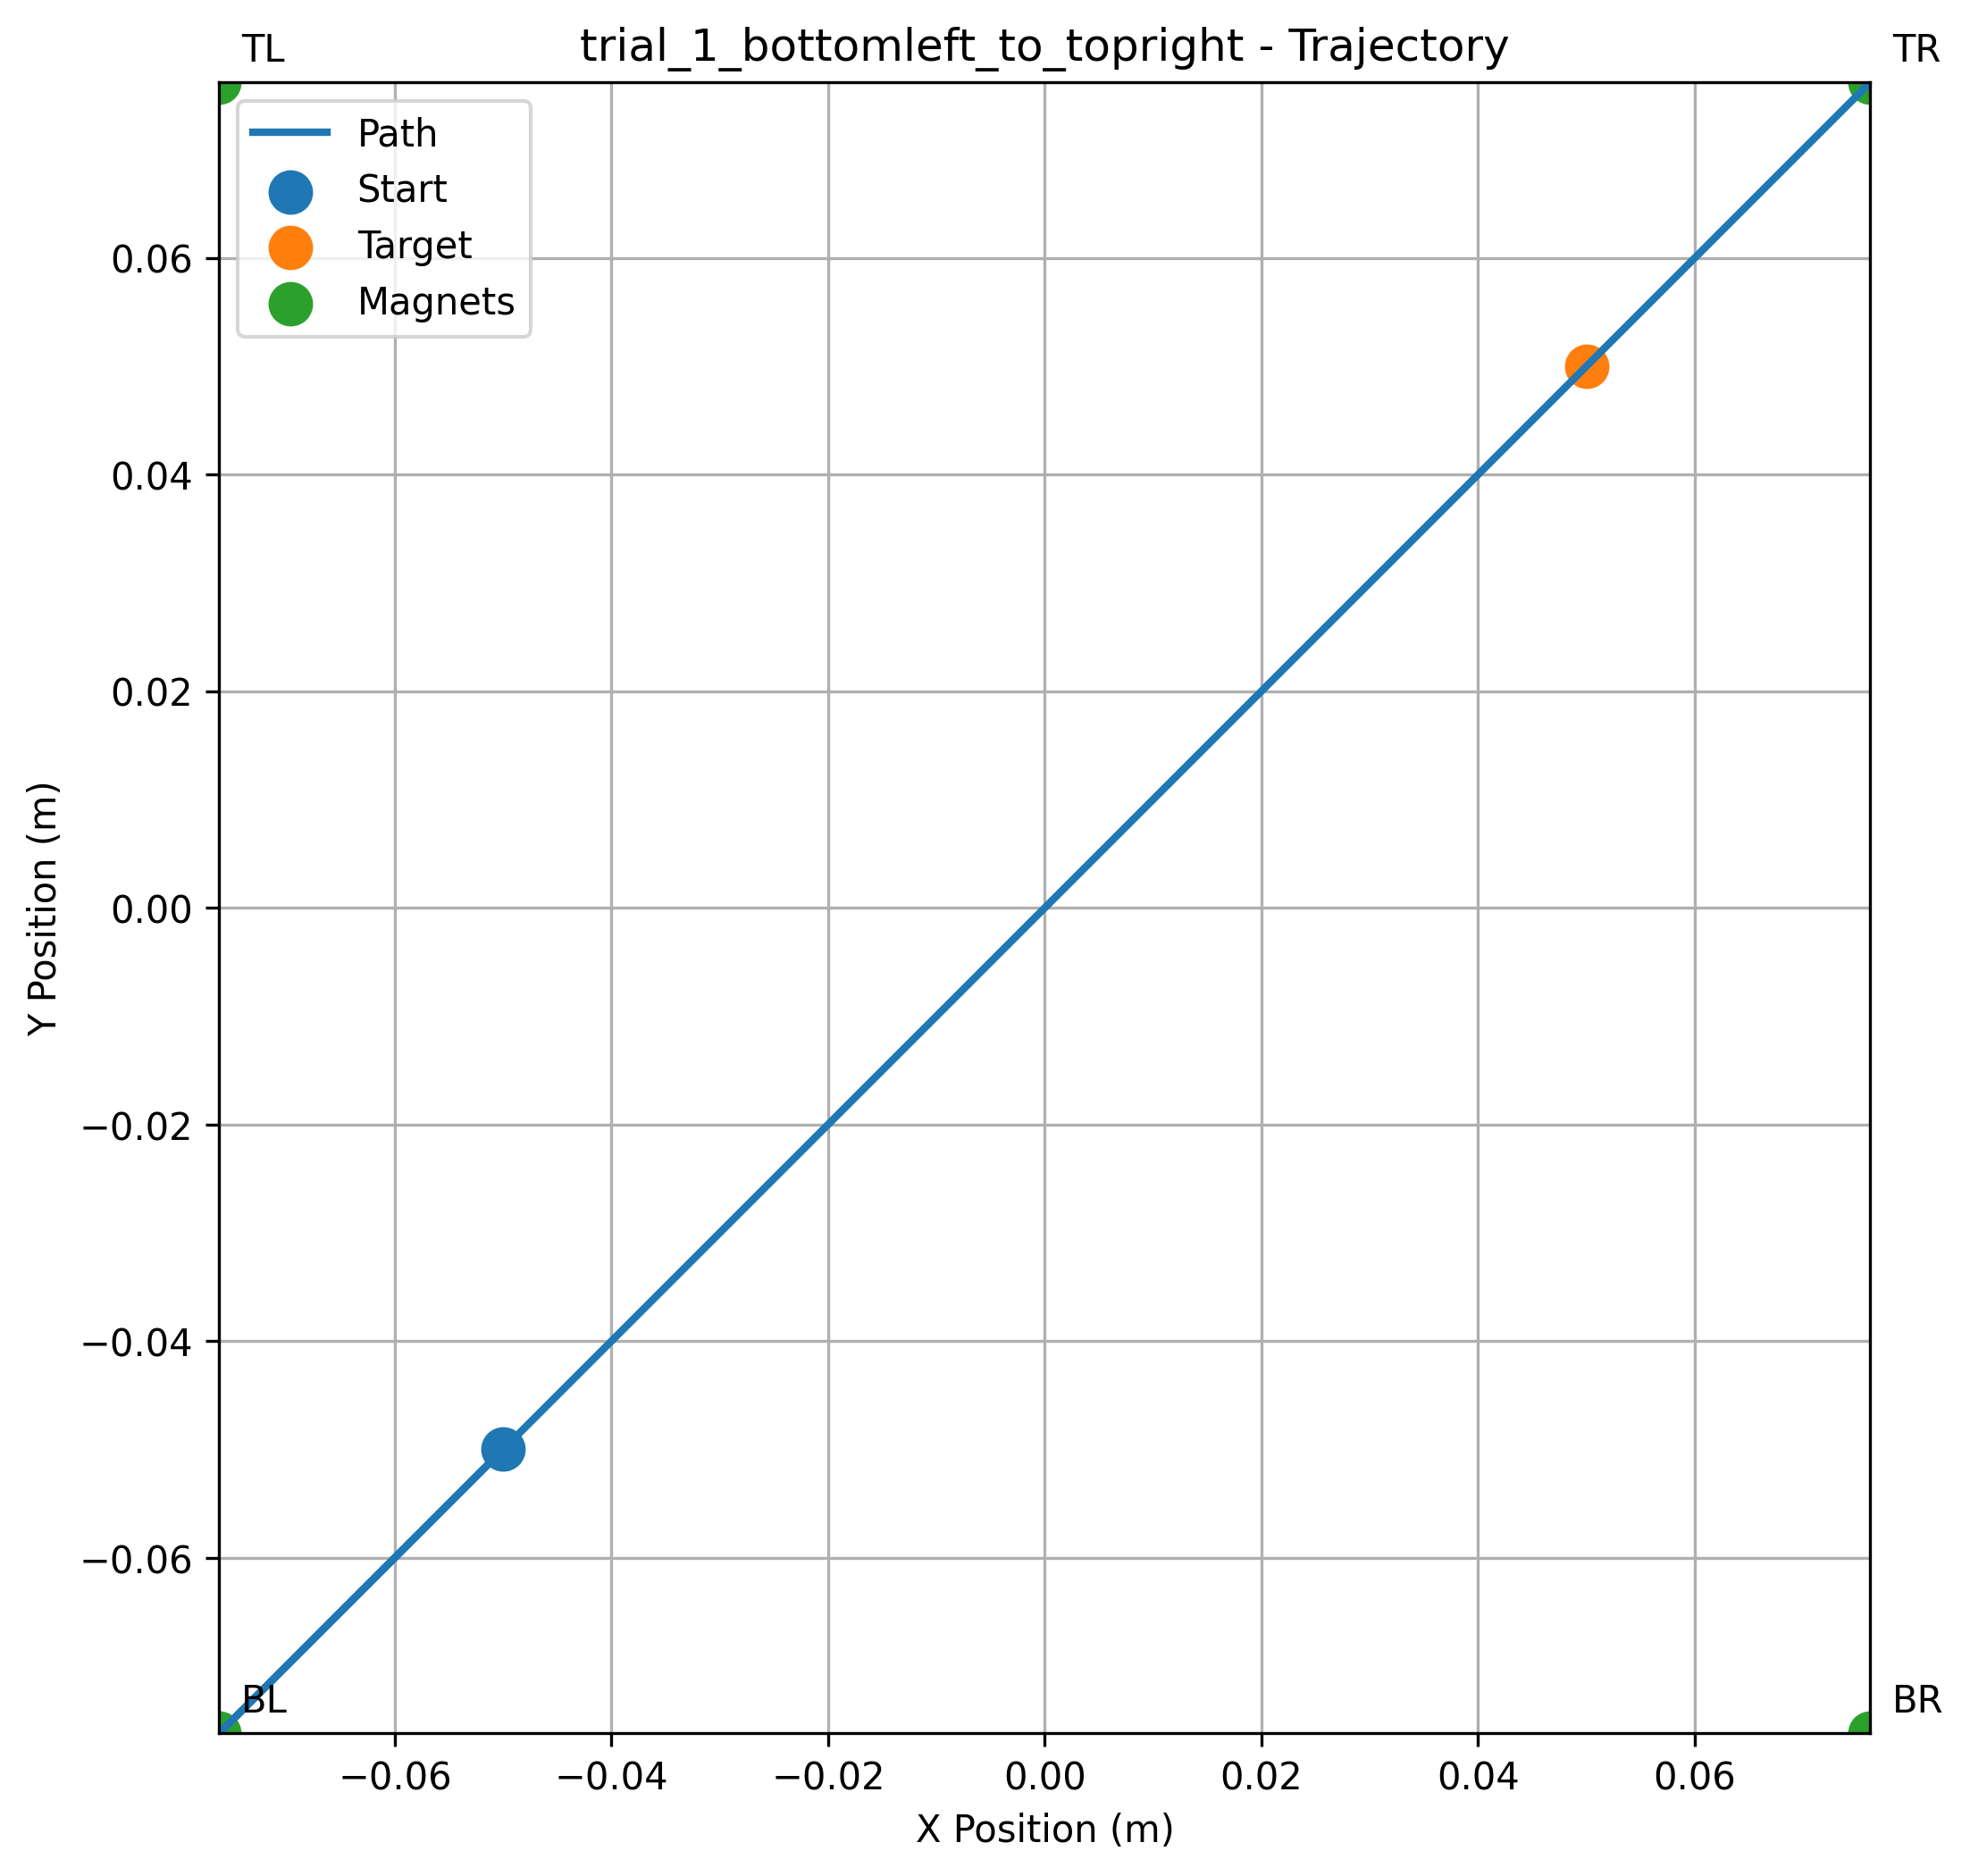 TL
trial_1_bottomleft_to_topright - Trajectory
TR
Path
Start
Target
Magnets
0.06
0.04
0.02
0.00
−0.02
−0.04
−0.06
Y Position (m)
BL
BR
−0.06
−0.04
−0.02
0.00
0.02
0.04
0.06
X Position (m)